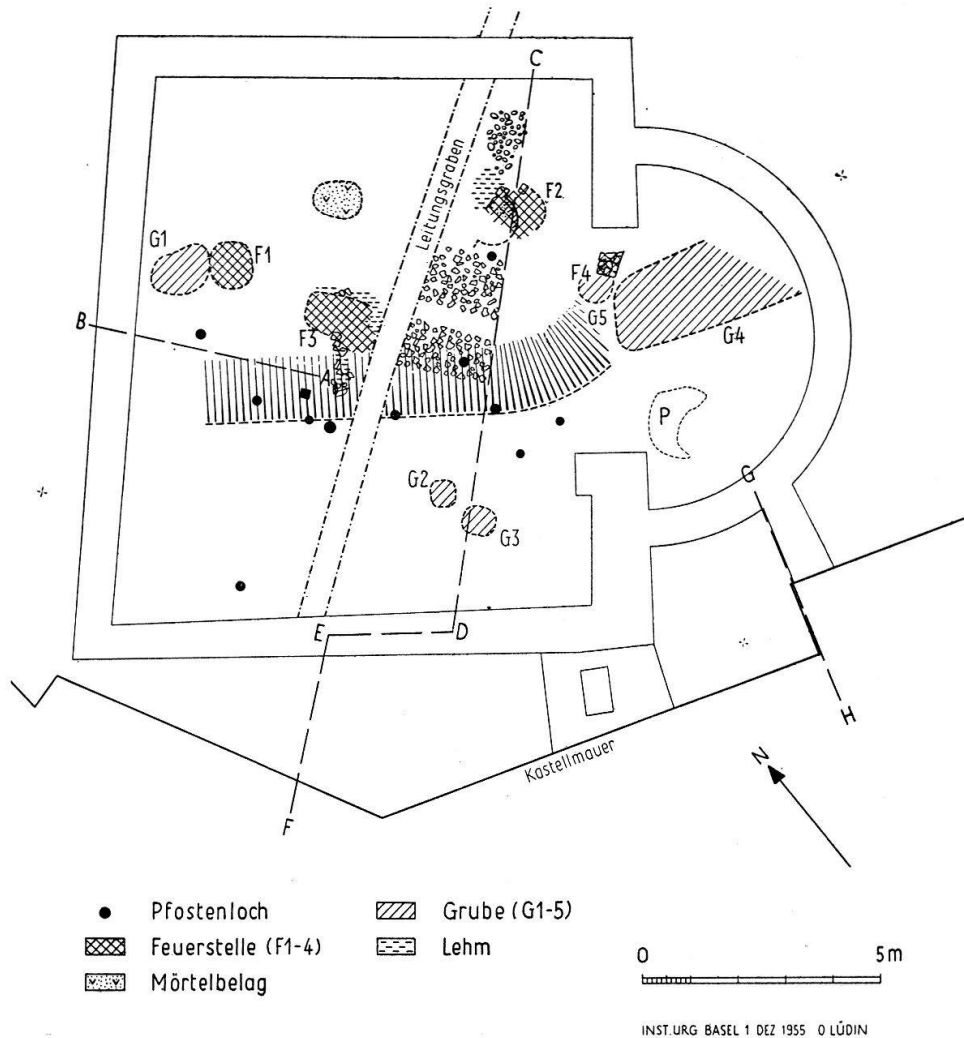 C
Leitungsgraben
F2
G1
F1
F4
G5
G4
B
F3
A
P
G2
G3
G
E
D
H
Kastellmauer
N
F
Pfostenloch
Grube (G1-5)
Feuerstelle (F1-4)
Lehm
Mörtelbelag
0 5m
INST.URG BASEL 1 DEZ 1955 O LÜDIN